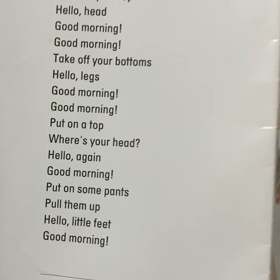 Hello, head
Good morning!
Good morning!
Take off your bottoms
Hello, legs
Good morning!
Good morning!
Put on a top
Where's your head?
Hello, again
Good morning!
Put on some pants
Pull them up
Hello, little feet
Good morning!